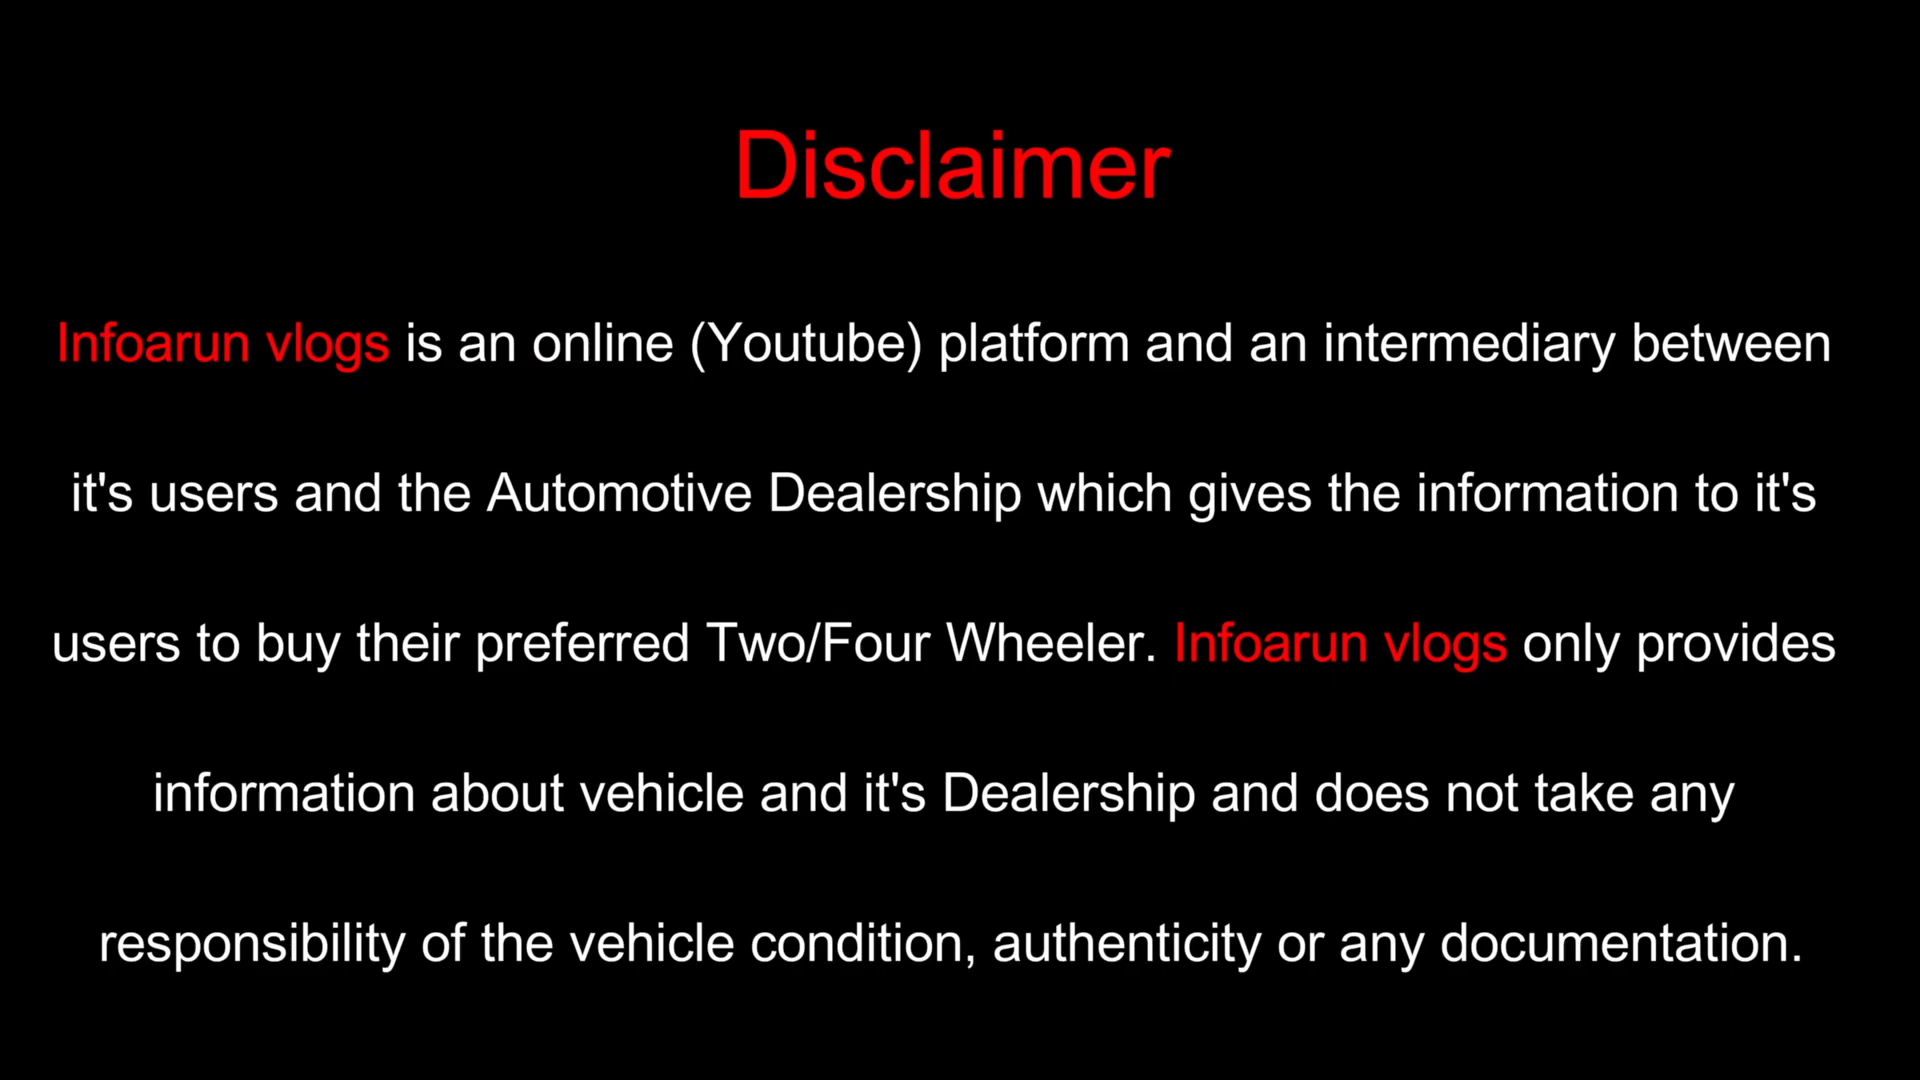 Disclaimer
Infoarun vlogs is an online (Youtube) platform and an intermediary between
it's users and the Automotive Dealership which gives the information to it's
users to buy their preferred Two/Four Wheeler. Infoarun vlogs only provides
information about vehicle and it's Dealership and does not take any
responsibility of the vehicle condition, authenticity or any documentation.